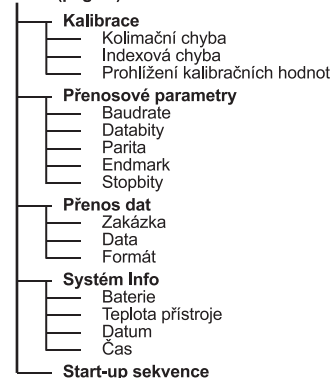 Kalibrace
Kolimační chyba
Indexová chyba
Prohlížení kalibračních hodnot
Přenosové parametry
Baudrate
Databity
Parita
Endmark
Stopbity
Přenos dat
Zakázka
Data
Formát
Systém Info
Baterie
Teplota přístroje
Datum
Čas
Start-up sekvence